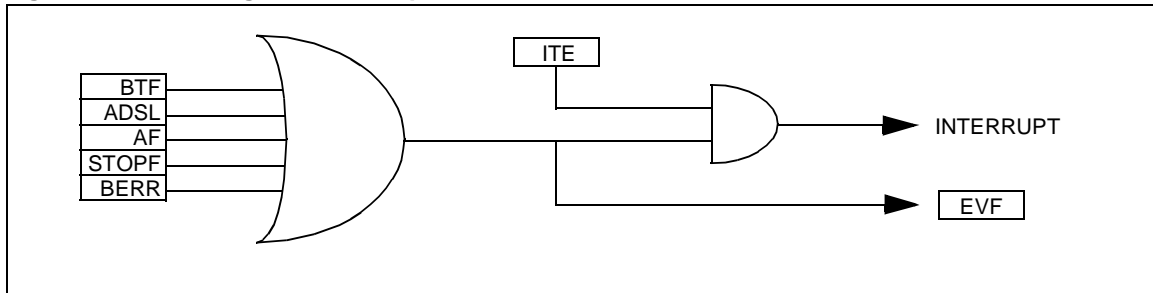 ITE
BTF
ADSL
AF
STOPF
BERR
INTERRUPT
EVF